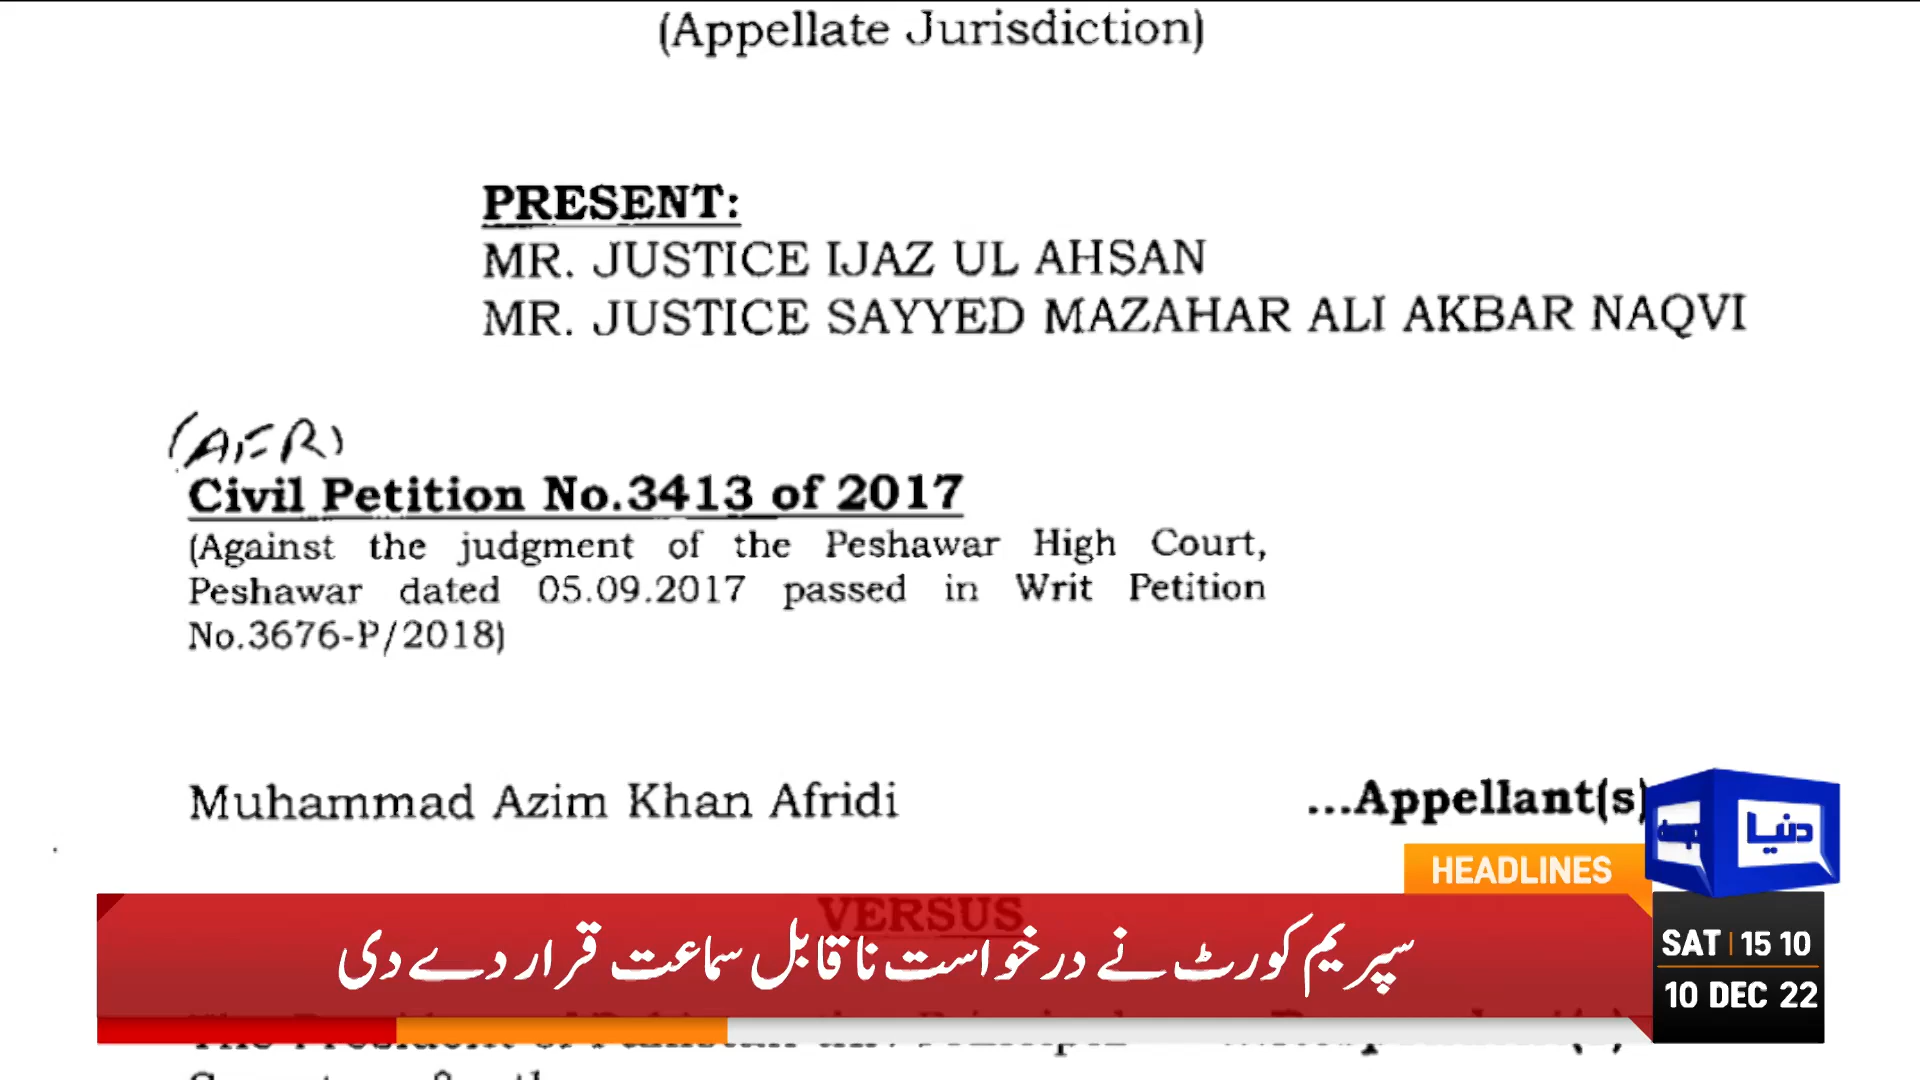 (Appellate Jurisdiction)
PRESENT:
MR. JUSTICE IJAZ UL AHSAN
MR. JUSTICE SAYYED MAZAHAR ALI AKBAR NAQVI
(AFR)
Civil Petition No.3413 of 2017
(Against the judgment of the Peshawar High Court,
Peshawar dated 05.09.2017 passed in Writ Petition
No.3676-P/2018)
Muhammad Azim Khan Afridi ...Appellant(s)
دنیا
HEADLINES
VERSUS
سپریم کورٹ نے درخواست ناقابل سماعت قرار دے دی
SAT | 15 10
10 DEC 22